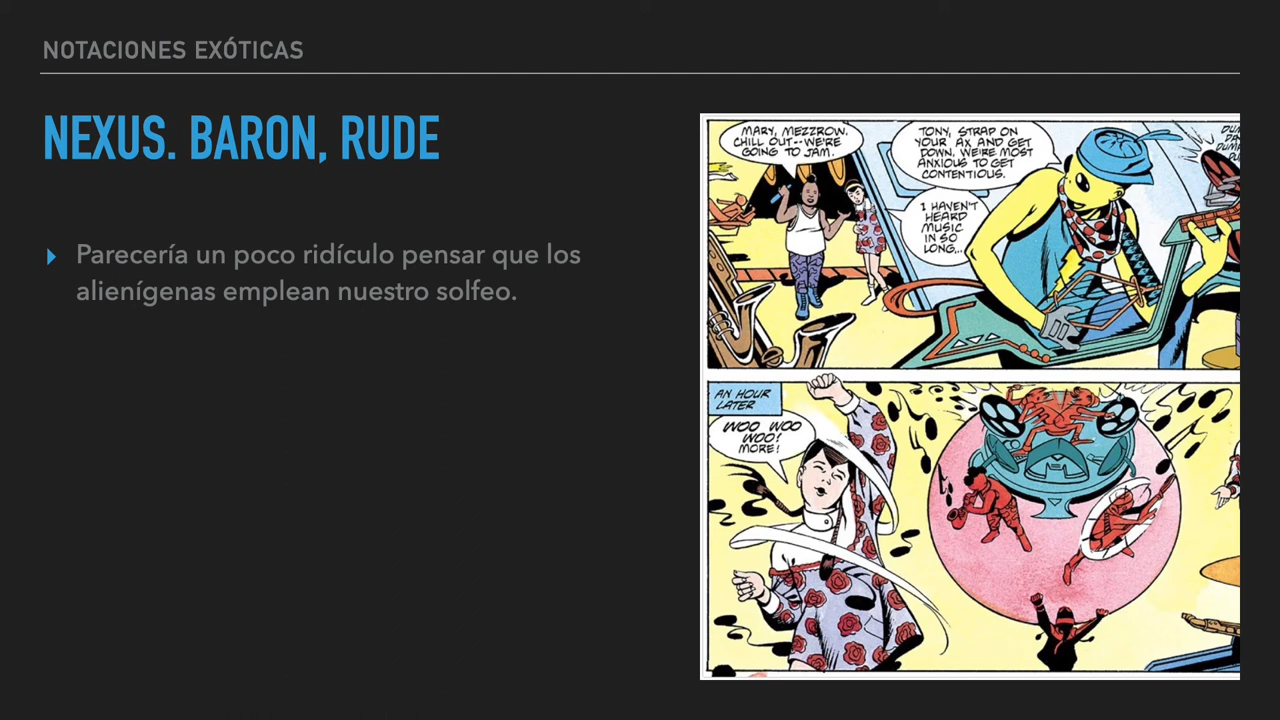 NOTACIONES EXÓTICAS
NEXUS. BARON, RUDE
Parecería un poco ridículo pensar que los
alienígenas emplean nuestro solfeo.
MARY, MEZZROW,
CHILL OUT--WE'RE
GOING TO JAM.
TONY, STRAP ON
YOUR AX AND GET
DOWN. WE'RE MOST
ANXIOUS TO GET
CONTENTIOUS.
I HAVEN'T
HEARD
MUSIC
IN SO
LONG...
AN HOUR
LATER
WOO WOO
WOO!
MORE!